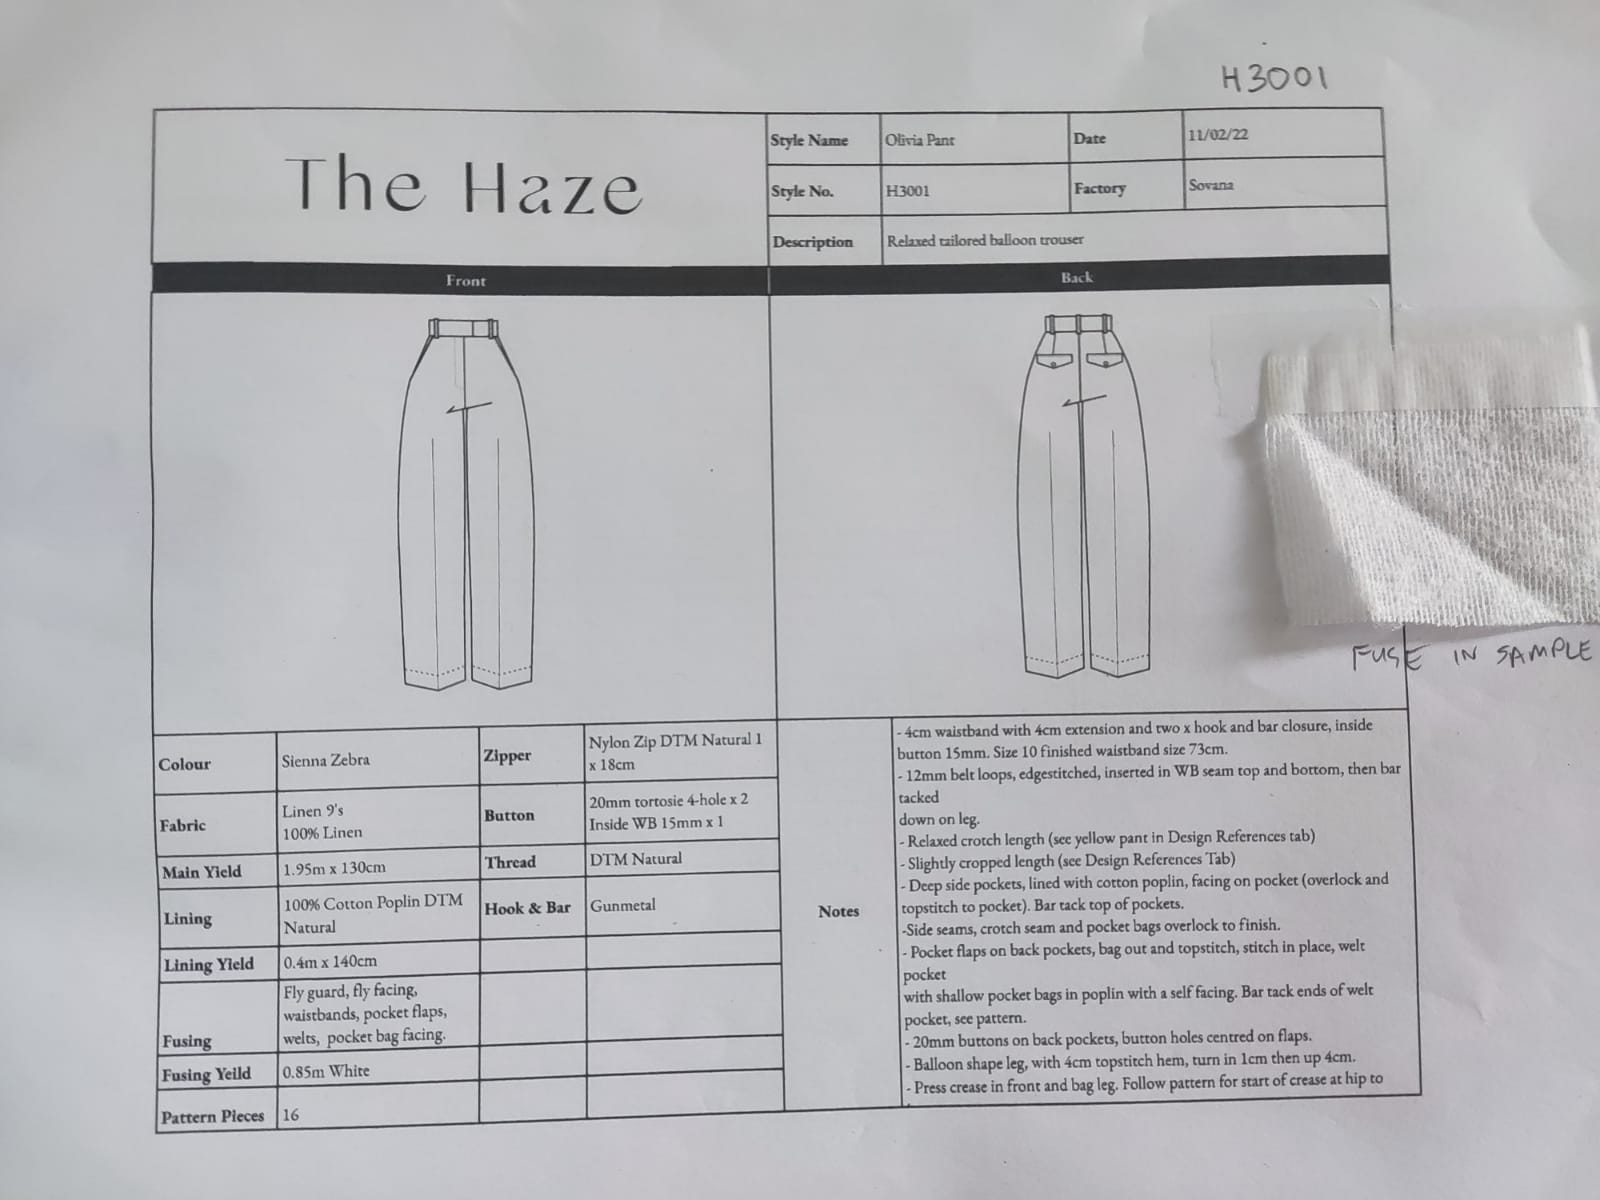 H3001
The Haze
Style Name
Olivia Pant
Date
11/02/22
Style No.
H3001
Factory
Sovana
Description
Relaxed tailored balloon trouser
Front
Back
FUSE IN SAMPLE
Colour
Sienna Zebra
Zipper
Nylon Zip DTM Natural 1
x 18cm
Fabric
Linen 9's
100% Linen
Button
20mm tortosie 4-hole x 2
Inside WB 15mm x 1
Main Yield
1.95m x 130cm
Thread
DTM Natural
Lining
100% Cotton Poplin DTM
Natural
Hook & Bar
Gunmetal
Lining Yield
0.4m x 140cm
Fusing
Fly guard, fly facing,
waistbands, pocket flaps,
welts, pocket bag facing.
Fusing Yeild
0.85m White
Pattern Pieces
16
Notes
- 4cm waistband with 4cm extension and two x hook and bar closure, inside
button 15mm. Size 10 finished waistband size 73cm.
- 12mm belt loops, edgestitched, inserted in WB seam top and bottom, then bar
tacked
down on leg.
- Relaxed crotch length (see yellow pant in Design References tab)
- Slightly cropped length (see Design References Tab)
- Deep side pockets, lined with cotton poplin, facing on pocket (overlock and
topstitch to pocket). Bar tack top of pockets.
-Side seams, crotch seam and pocket bags overlock to finish.
- Pocket flaps on back pockets, bag out and topstitch, stitch in place, welt
pocket
with shallow pocket bags in poplin with a self facing. Bar tack ends of welt
pocket, see pattern.
- 20mm buttons on back pockets, button holes centred on flaps.
- Balloon shape leg, with 4cm topstitch hem, turn in 1cm then up 4cm.
- Press crease in front and bag leg. Follow pattern for start of crease at hip to